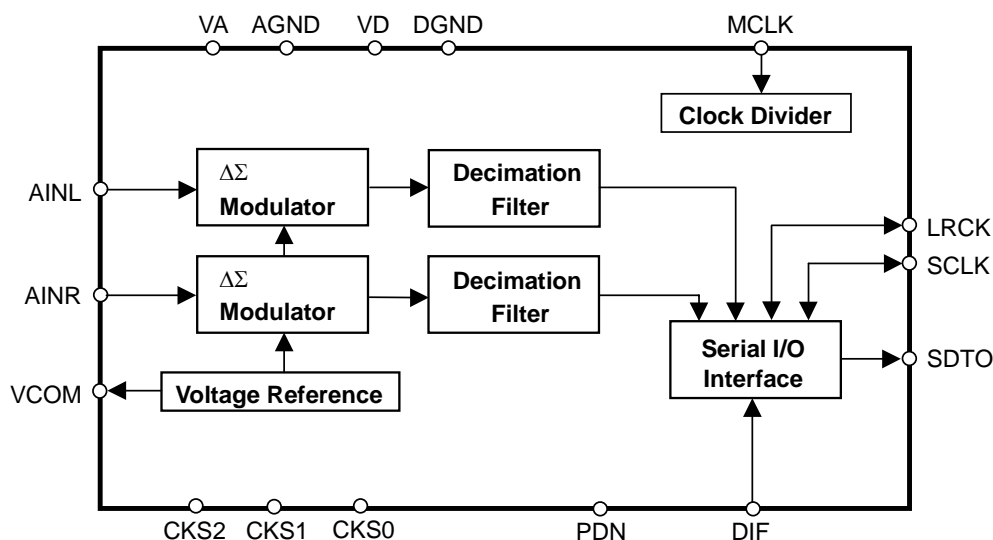 VA AGND VD DGND MCLK
Clock Divider
AINL
ΔΣ
Modulator
Decimation
Filter
LRCK
SCLK
AINR
ΔΣ
Modulator
Decimation
Filter
Serial I/O
Interface
SDTO
VCOM
Voltage Reference
CKS2 CKS1 CKS0 PDN DIF